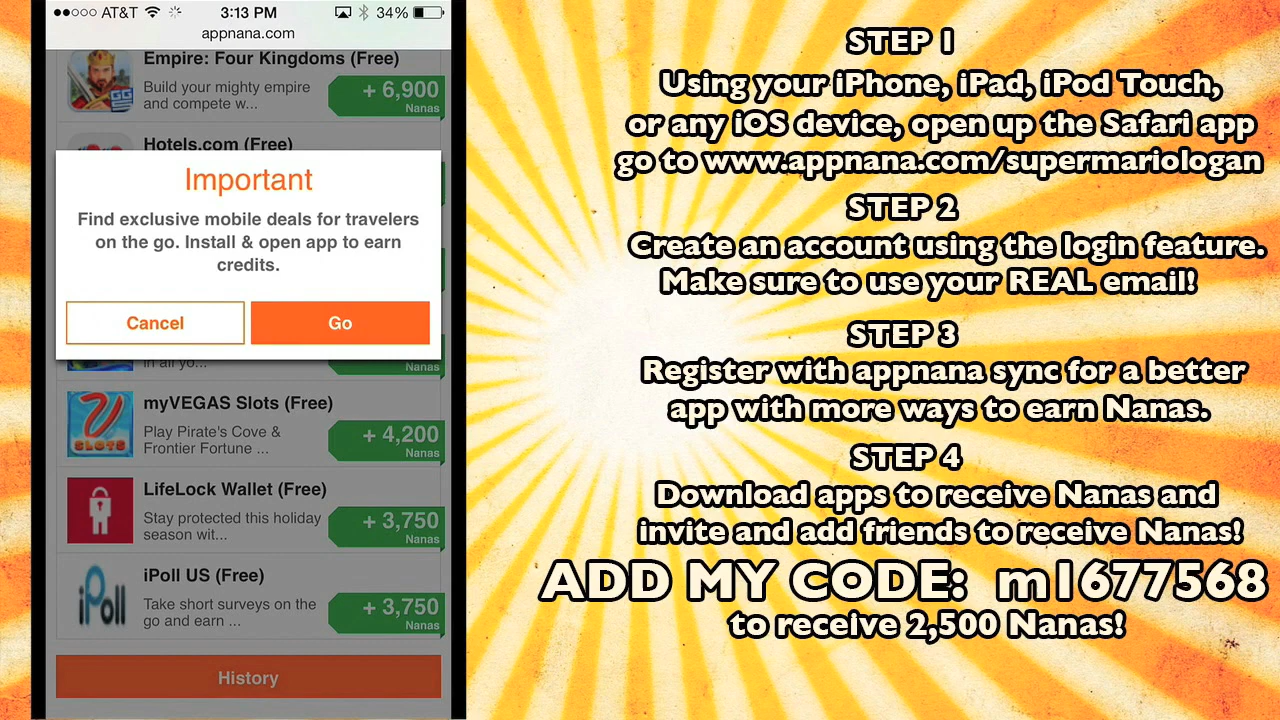 ●●○○○ AT&T 3:13 PM 34%
appnana.com
Empire: Four Kingdoms (Free)
Build your mighty empire
and compete w...
+ 6,900
Nanas
Hotels.com (Free)
Important
Find exclusive mobile deals for travelers
on the go. Install & open app to earn
credits.
Cancel
Go
in all yo...
Nanas
myVEGAS Slots (Free)
Play Pirate's Cove &
Frontier Fortune ...
+ 4,200
Nanas
SLOTS
LifeLock Wallet (Free)
Stay protected this holiday
season wit...
+ 3,750
Nanas
iPoll
iPoll US (Free)
Take short surveys on the
go and earn ...
+ 3,750
Nanas
History
STEP 1
Using your iPhone, iPad, iPod Touch,
or any iOS device, open up the Safari app
go to www.appnana.com/supermariologan
STEP 2
Create an account using the login feature.
Make sure to use your REAL email!
STEP 3
Register with appnana sync for a better
app with more ways to earn Nanas.
STEP 4
Download apps to receive Nanas and
invite and add friends to receive Nanas!
ADD MY CODE: m1677568
to receive 2,500 Nanas!